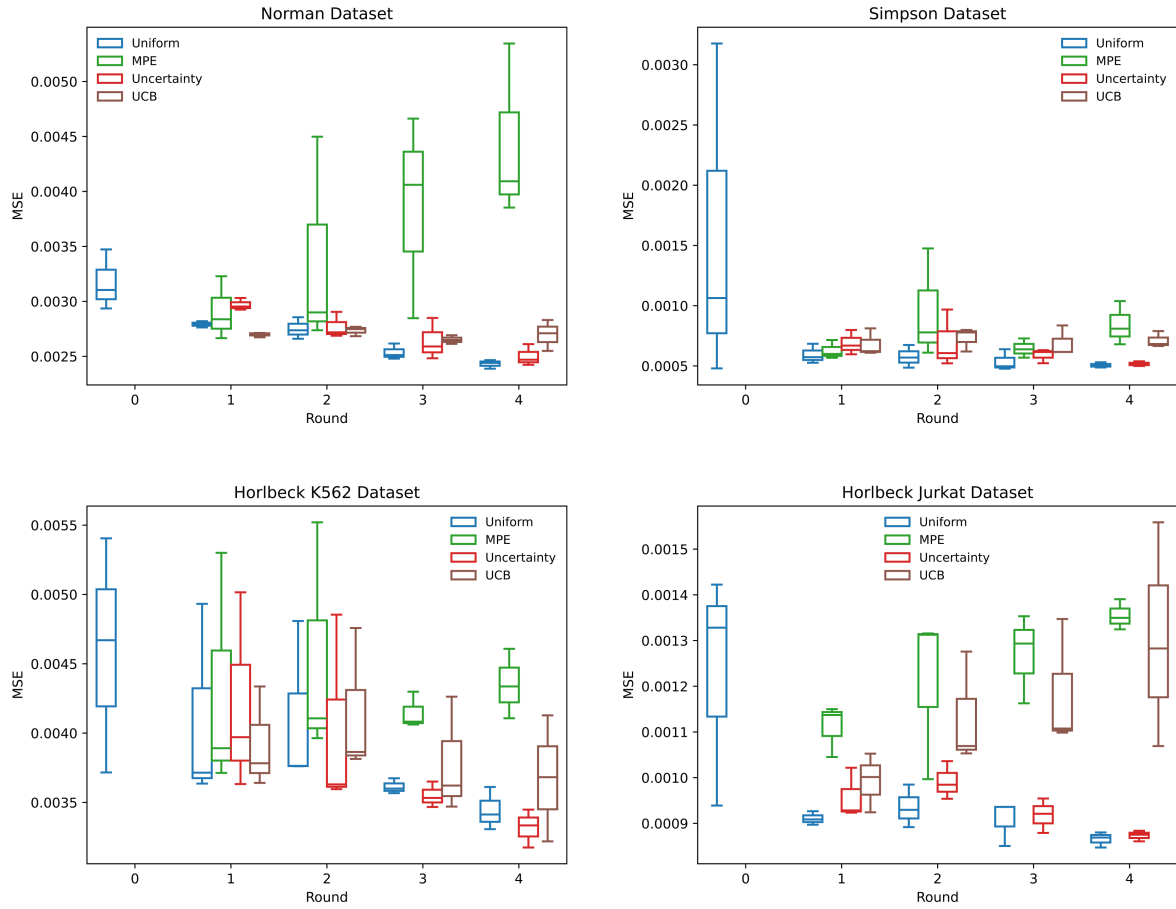 Norman Dataset
Uniform
MPE
Uncertainty
UCB
0.0050
0.0045
0.0040
0.0035
0.0030
0.0025
MSE
0 1 2 3 4
Round
Simpson Dataset
Uniform
MPE
Uncertainty
UCB
0.0030
0.0025
0.0020
0.0015
0.0010
0.0005
MSE
0 1 2 3 4
Round
Horlbeck K562 Dataset
Uniform
MPE
Uncertainty
UCB
0.0055
0.0050
0.0045
0.0040
0.0035
MSE
0 1 2 3 4
Round
Horlbeck Jurkat Dataset
Uniform
MPE
Uncertainty
UCB
0.0015
0.0014
0.0013
0.0012
0.0011
0.0010
0.0009
MSE
0 1 2 3 4
Round